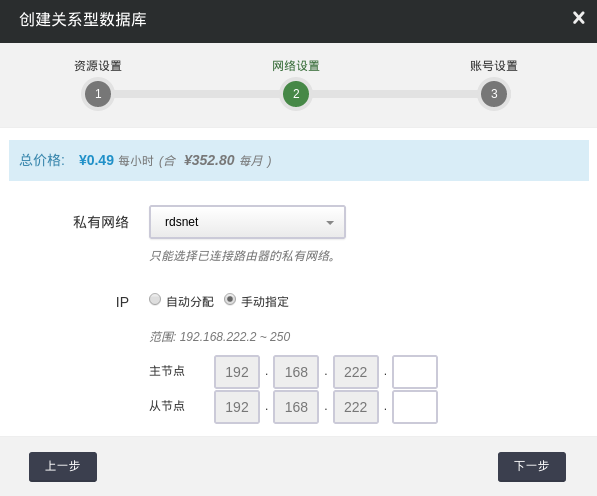 创建关系型数据库 ×
资源设置 网络设置 账号设置
1 2 3
总价格: ¥0.49 每小时 (合 ¥352.80 每月 )
私有网络 rdsnet
只能选择已连接路由器的私有网络。
IP 自动分配 手动指定
范围: 192.168.222.2 ~ 250
主节点 192 . 168 . 222 .
从节点 192 . 168 . 222 .
上一步 下一步